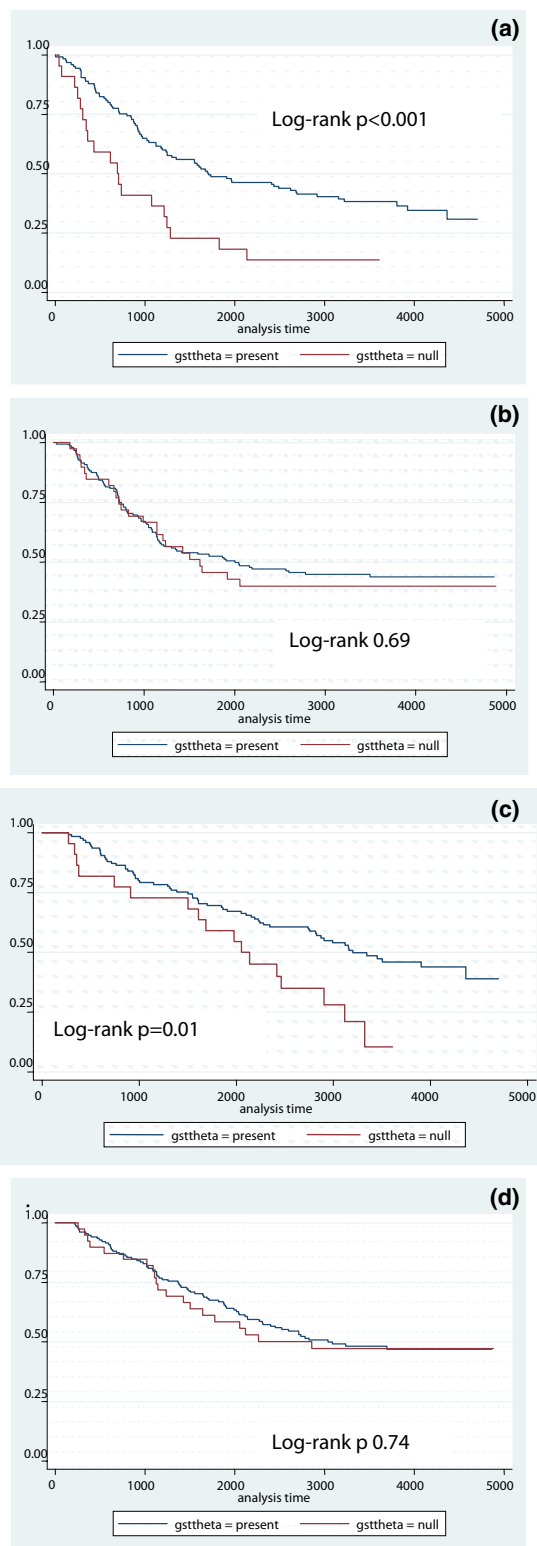 (a)
1.00
0.75
0.50
0.25
0.00
Log-rank p<0.001
0 1000 2000 3000 4000 5000
analysis time
gsttheta = present gsttheta = null
(b)
1.00
0.75
0.50
0.25
0.00
Log-rank 0.69
0 1000 2000 3000 4000 5000
analysis time
gsttheta = present gsttheta = null
(c)
1.00
0.75
0.50
0.25
0.00
Log-rank p=0.01
0 1000 2000 3000 4000 5000
analysis time
gsttheta = present gsttheta = null
(d)
1.00
0.75
0.50
0.25
0.00
Log-rank p 0.74
0 1000 2000 3000 4000 5000
analysis time
gsttheta = present gsttheta = null